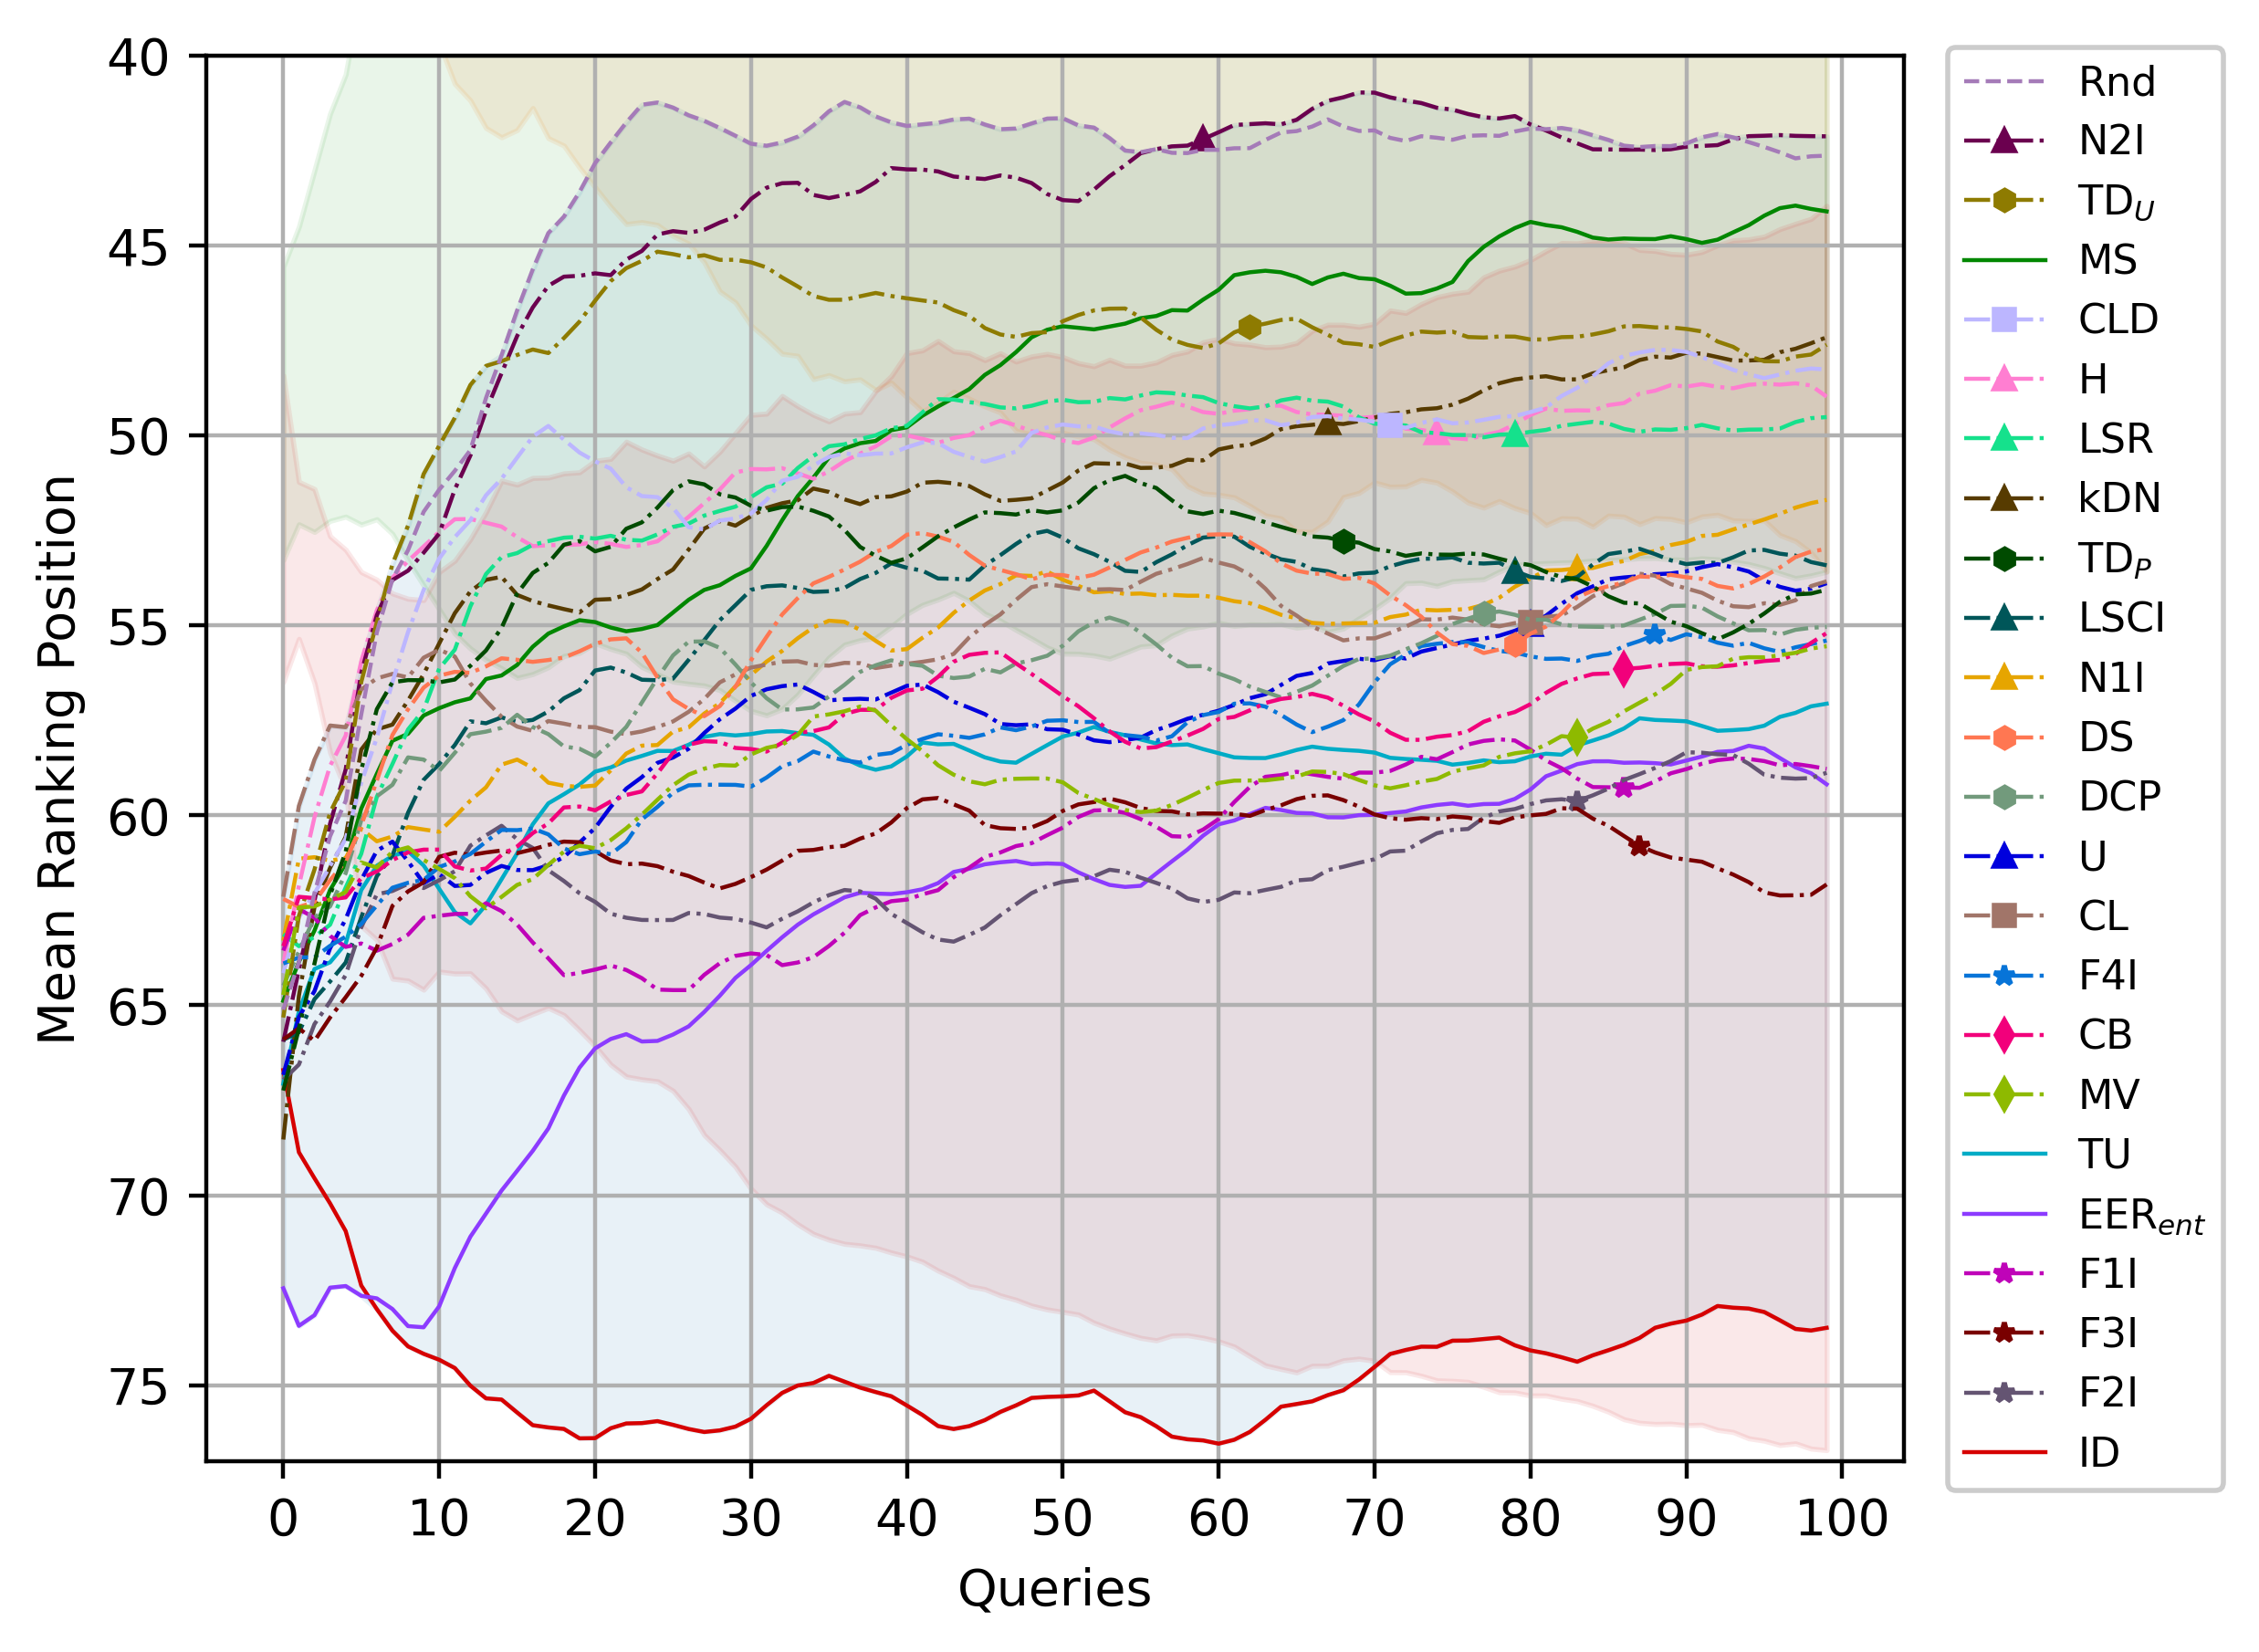 40
45
50
55
60
65
70
75
Mean Ranking Position
0 10 20 30 40 50 60 70 80 90 100
Queries
Rnd
N2I
TD_U
MS
CLD
H
LSR
kDN
TD_P
LSCI
N1I
DS
DCP
U
CL
F4I
CB
MV
TU
EER_ent
F1I
F3I
F2I
ID